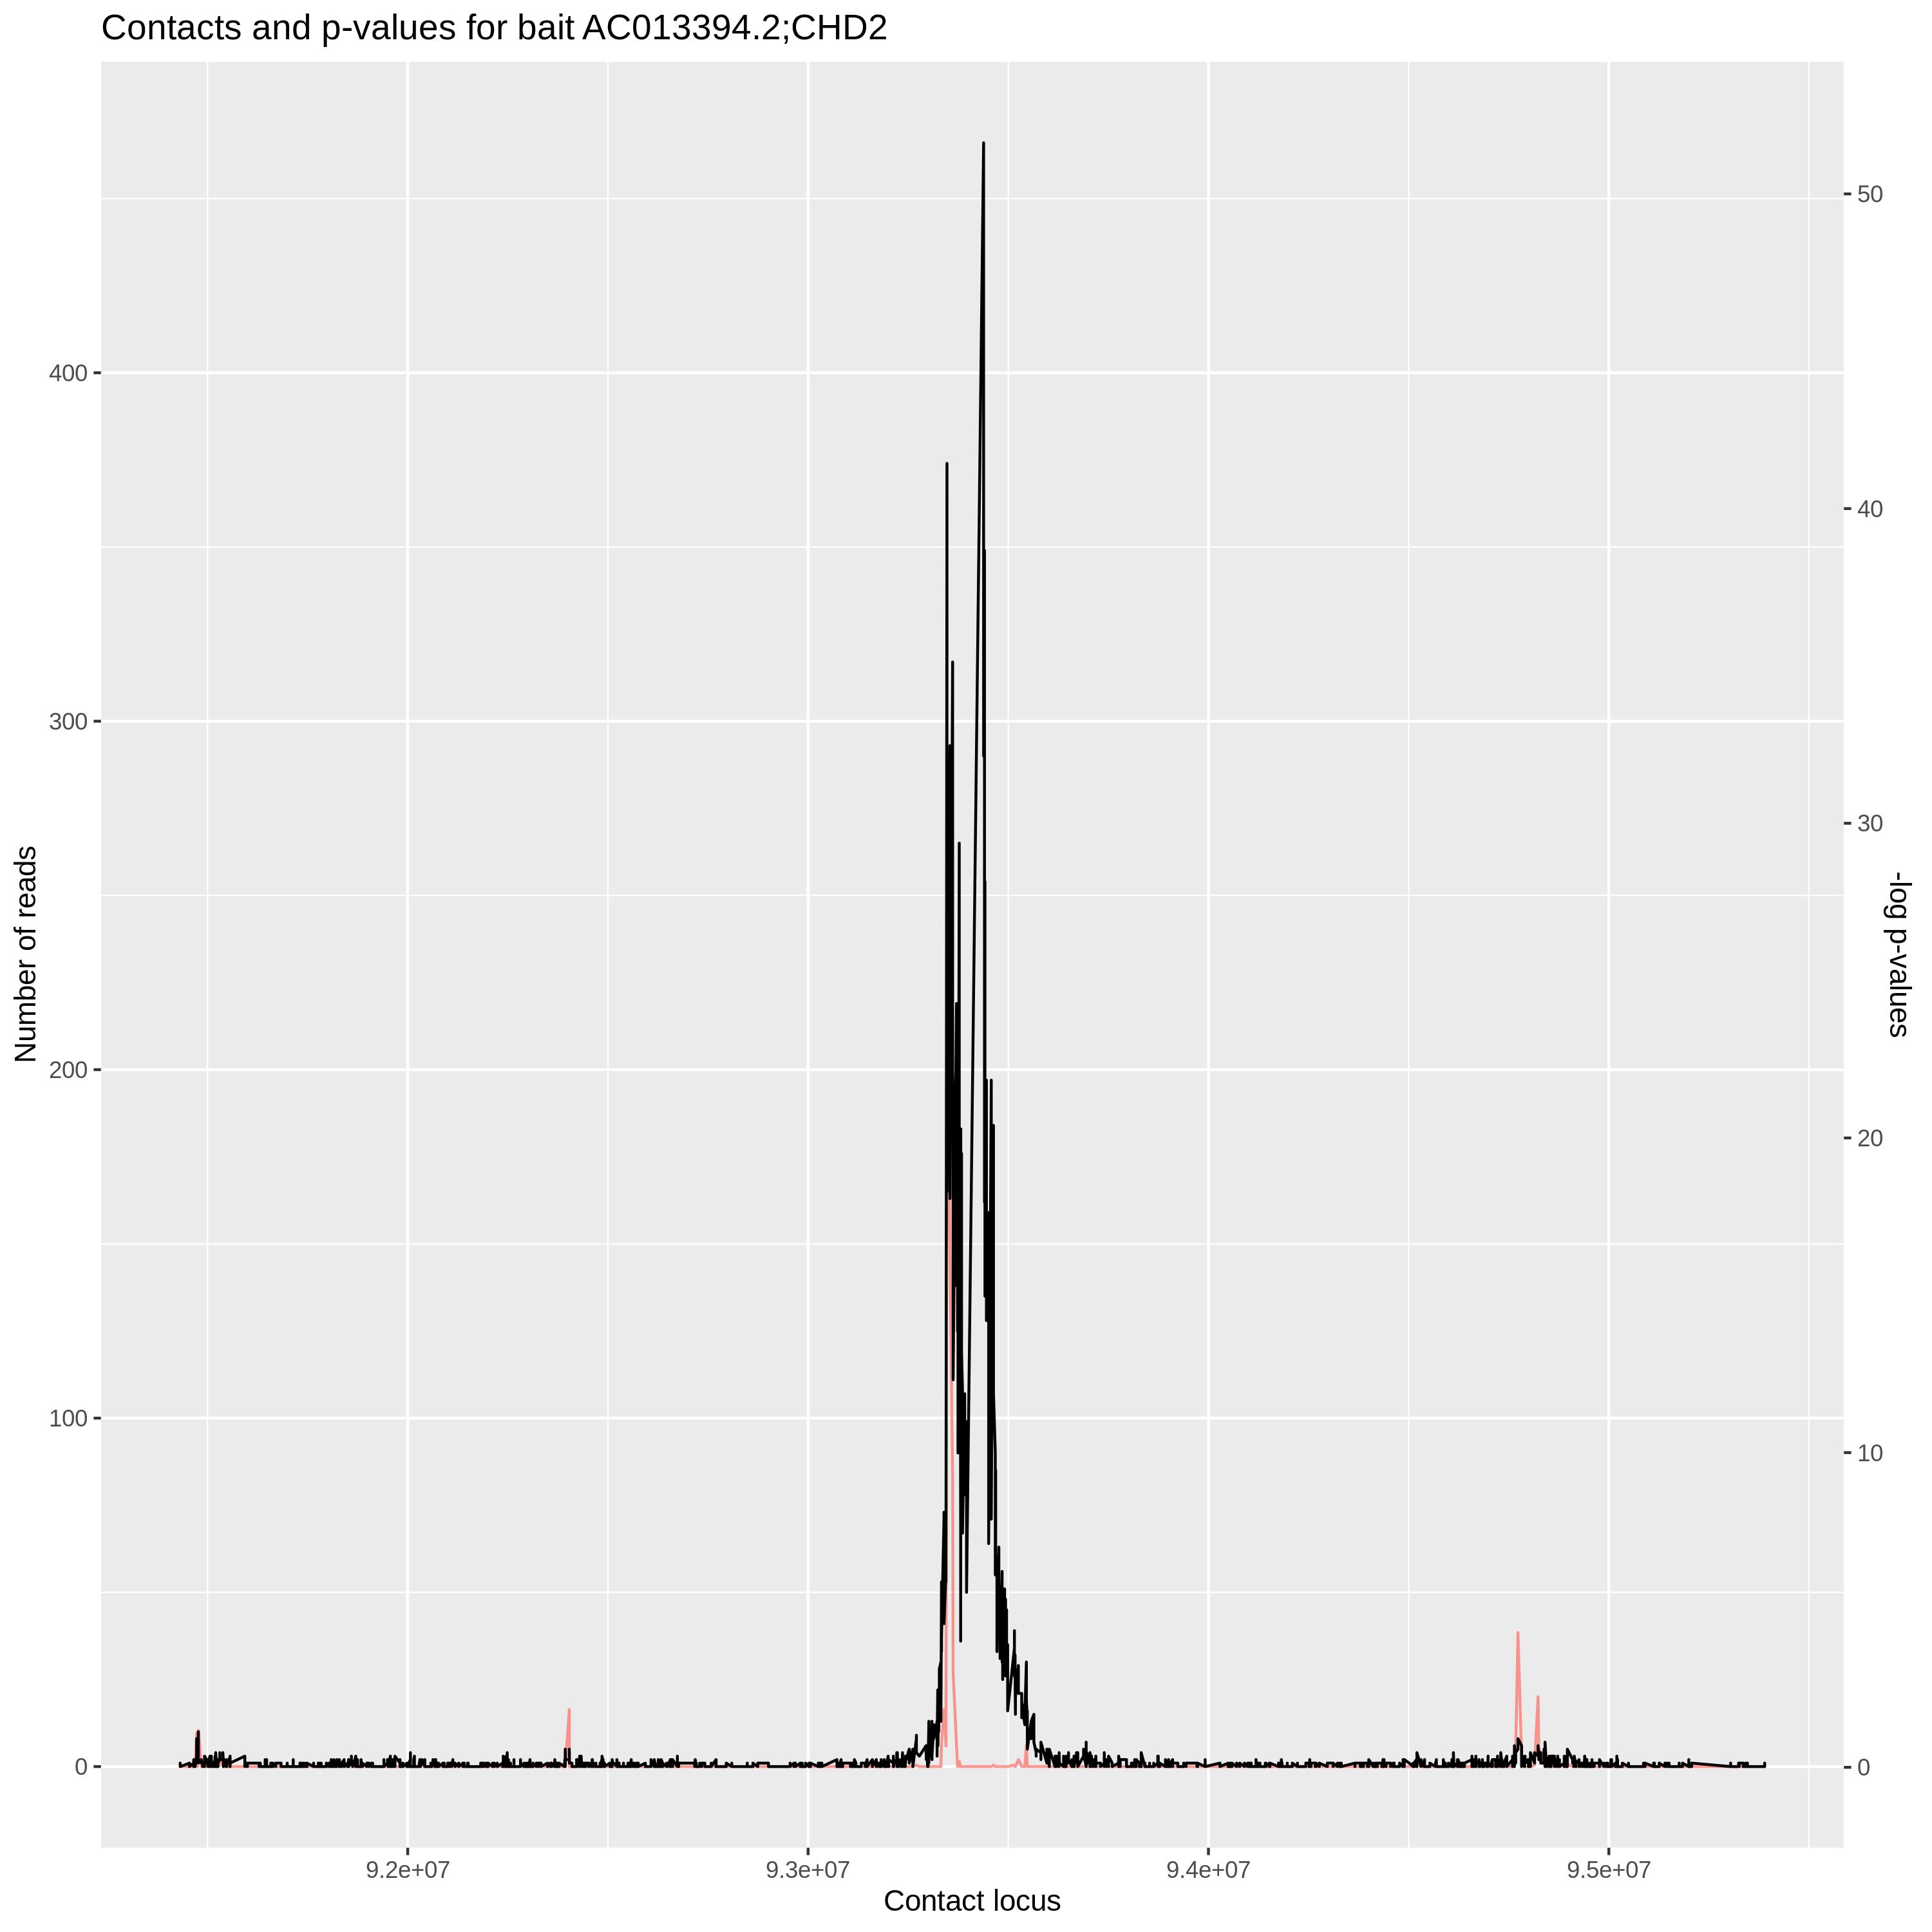 Contacts and p-values for bait AC013394.2;CHD2
Number of reads
400
300
200
100
0
50
40
30
20
10
0
-log p-values
9.2e+07
9.3e+07
9.4e+07
9.5e+07
Contact locus